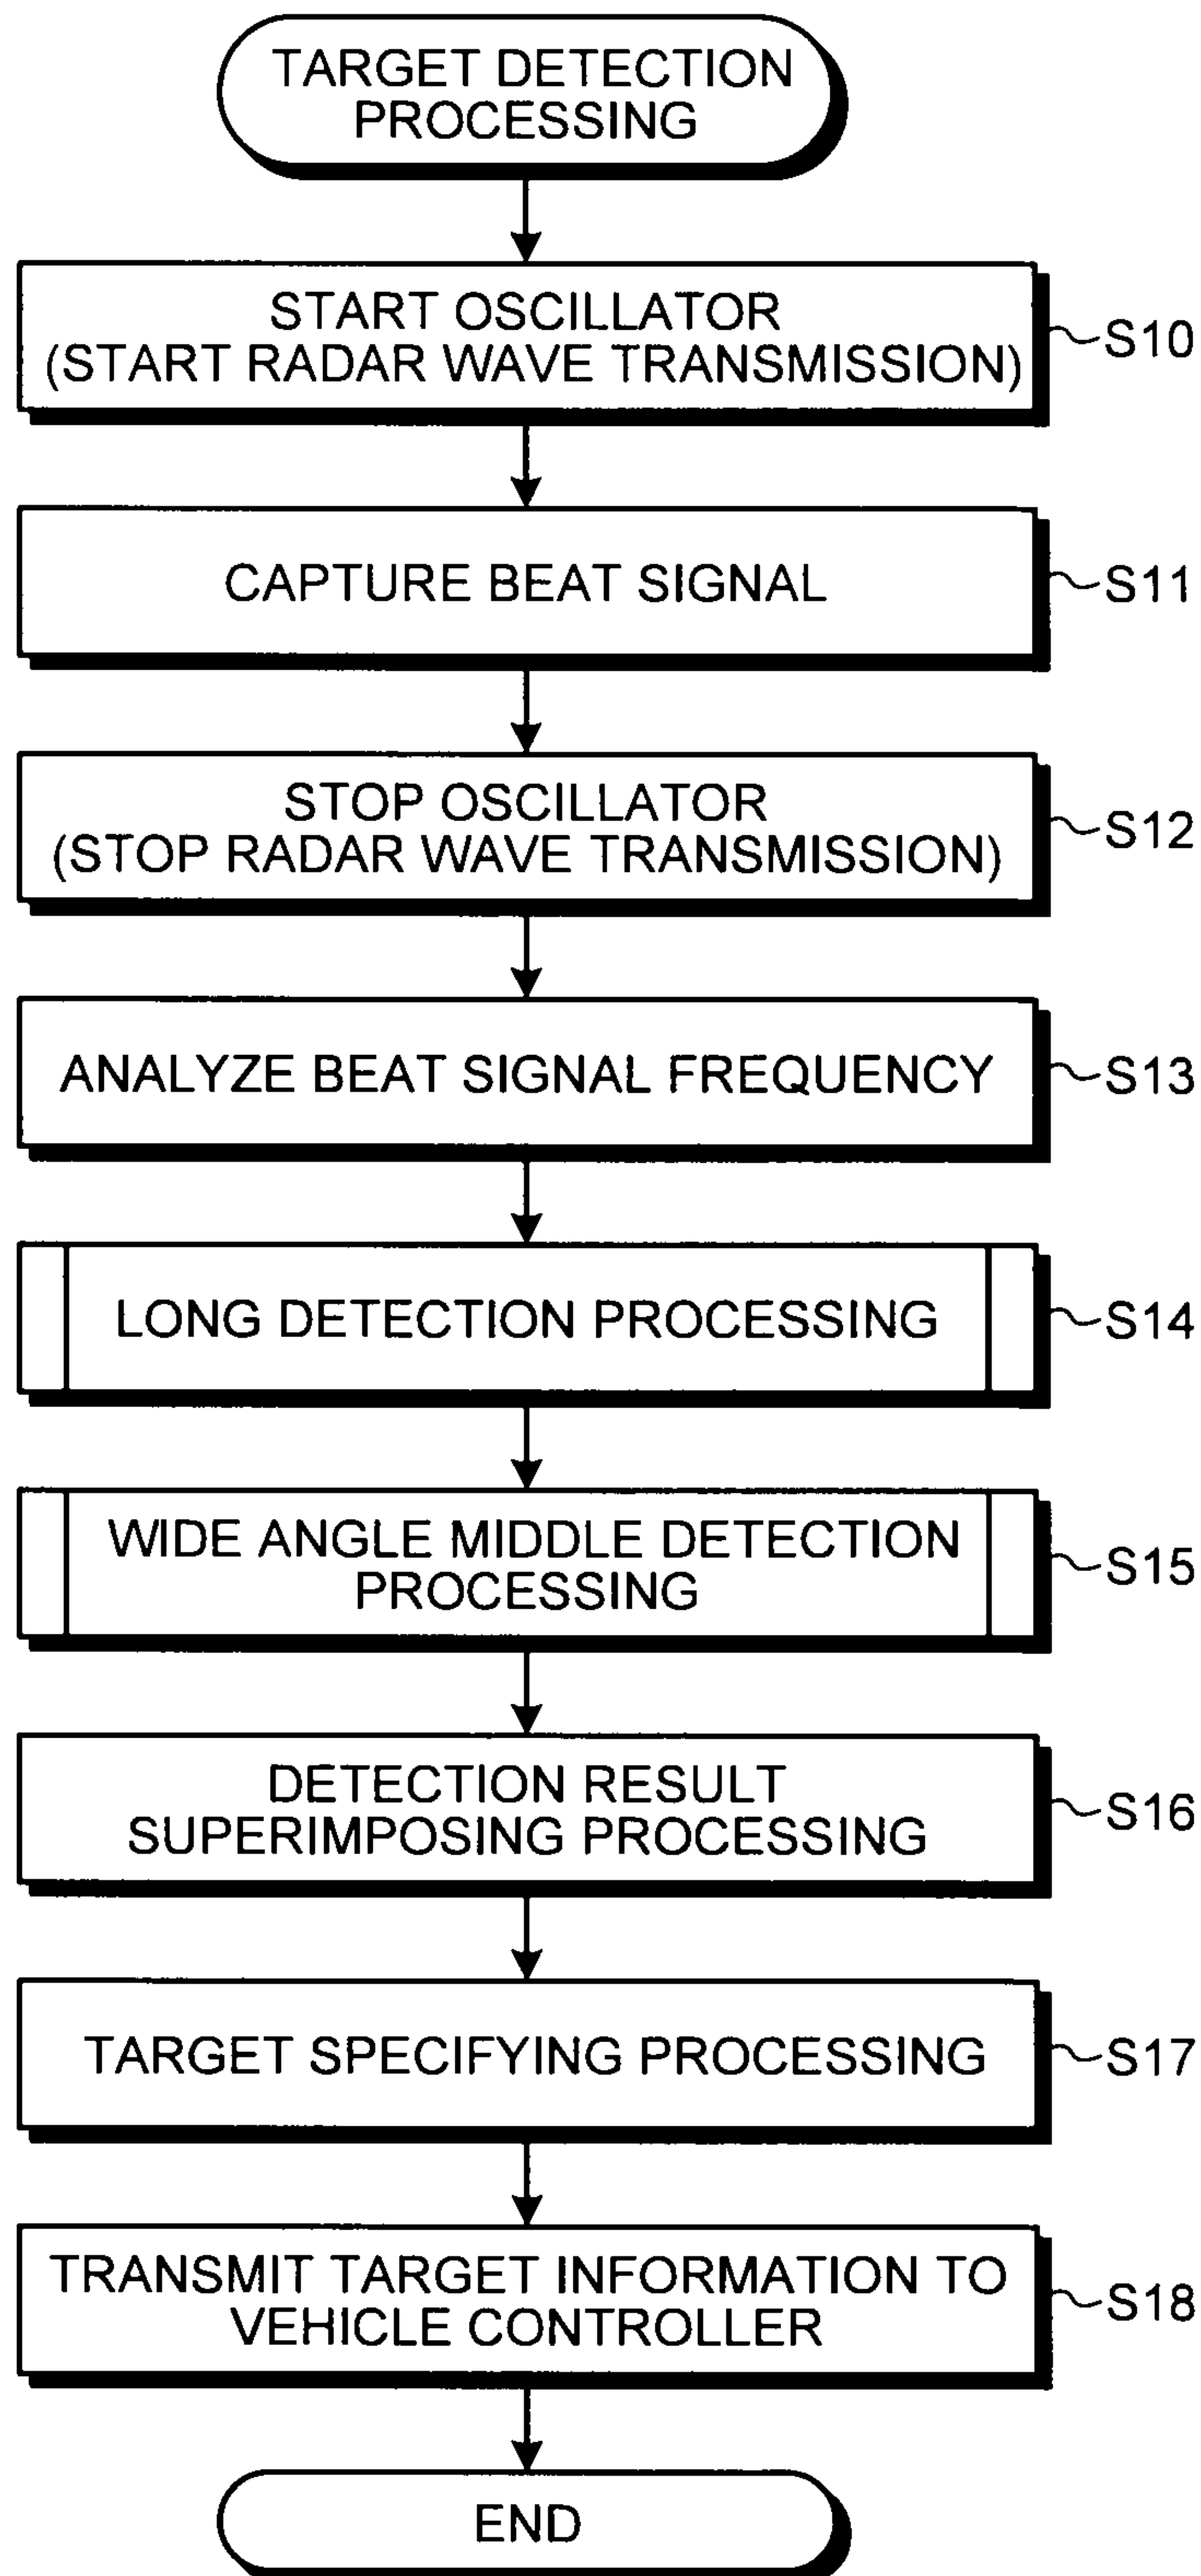 TARGET DETECTION
PROCESSING
START OSCILLATOR
(START RADAR WAVE TRANSMISSION)
S10
CAPTURE BEAT SIGNAL
S11
STOP OSCILLATOR
(STOP RADAR WAVE TRANSMISSION)
S12
ANALYZE BEAT SIGNAL FREQUENCY
S13
LONG DETECTION PROCESSING
S14
WIDE ANGLE MIDDLE DETECTION
PROCESSING
S15
DETECTION RESULT
SUPERIMPOSING PROCESSING
S16
TARGET SPECIFYING PROCESSING
S17
TRANSMIT TARGET INFORMATION TO
VEHICLE CONTROLLER
S18
END